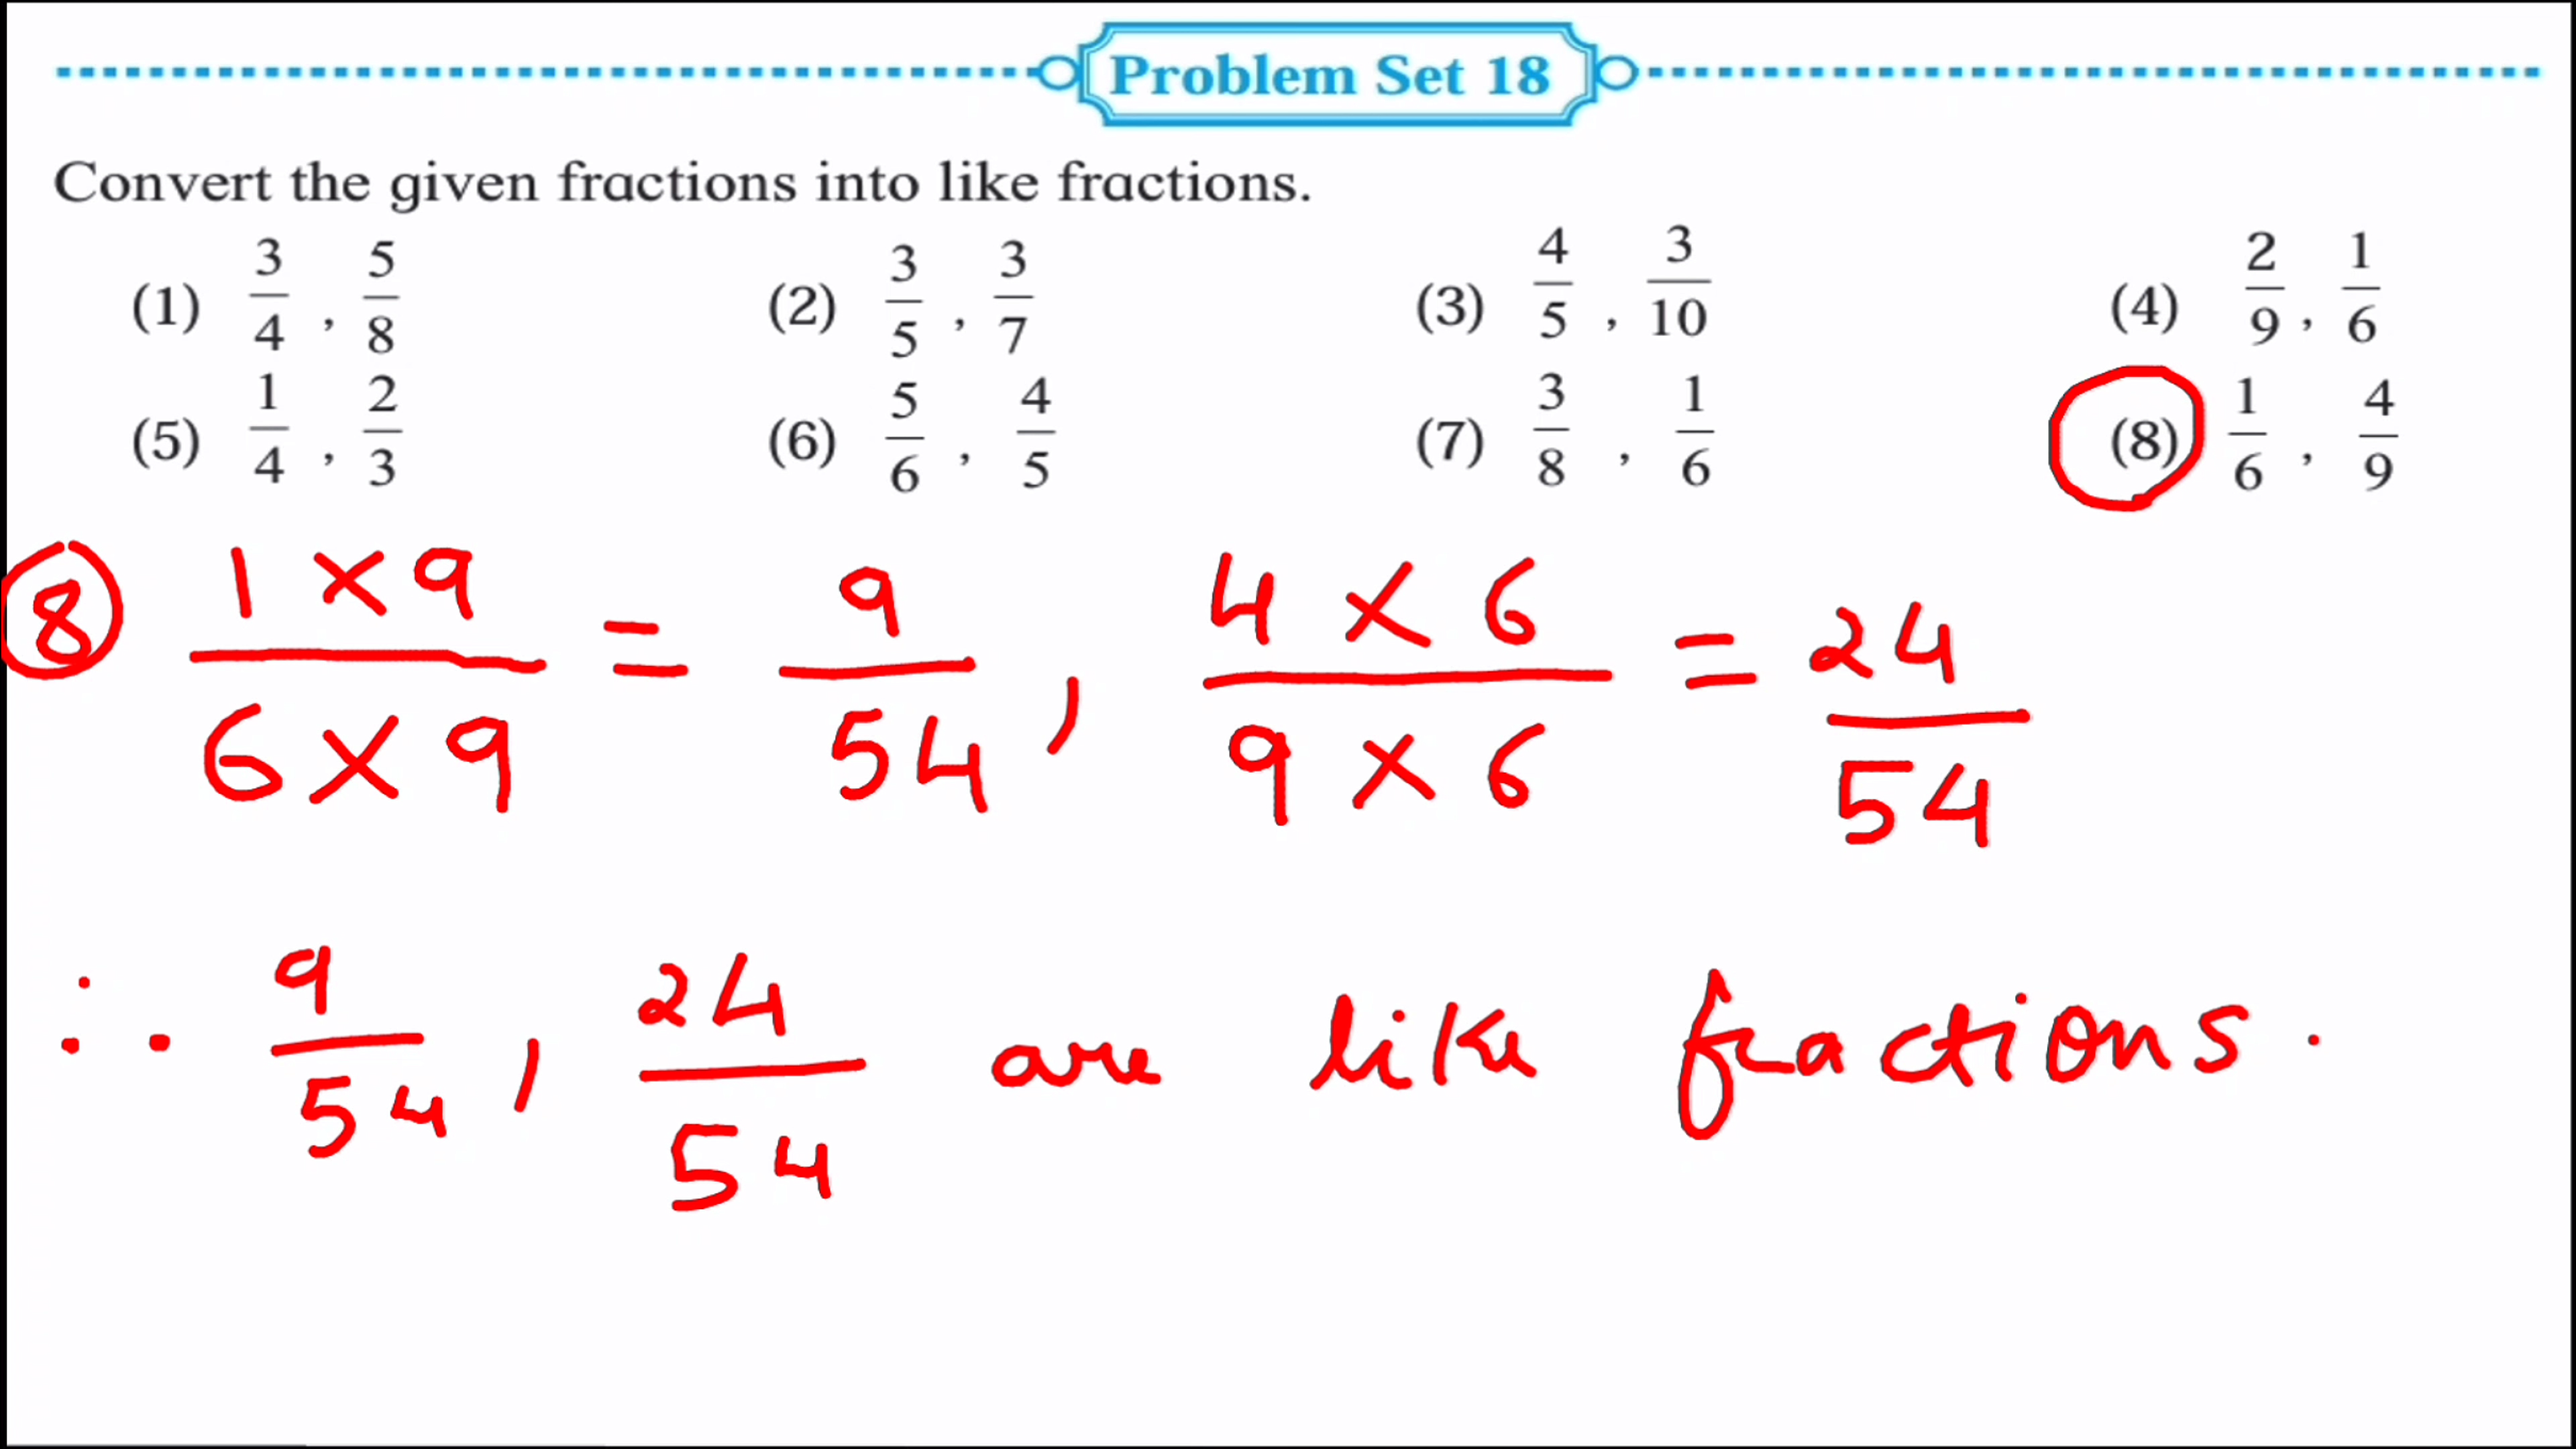 Problem Set 18
Convert the given fractions into like fractions.
(1) 3/4 , 5/8 (2) 3/5 , 3/7 (3) 4/5 , 3/10 (4) 2/9 , 1/6
(5) 1/4 , 2/3 (6) 5/6 , 4/5 (7) 3/8 , 1/6 (8) 1/6 , 4/9
8 1 × 9 / 6 × 9 = 9/54 , 4 × 6 / 9 × 6 = 24/54
∴ 9/54 , 24/54 are like fractions.